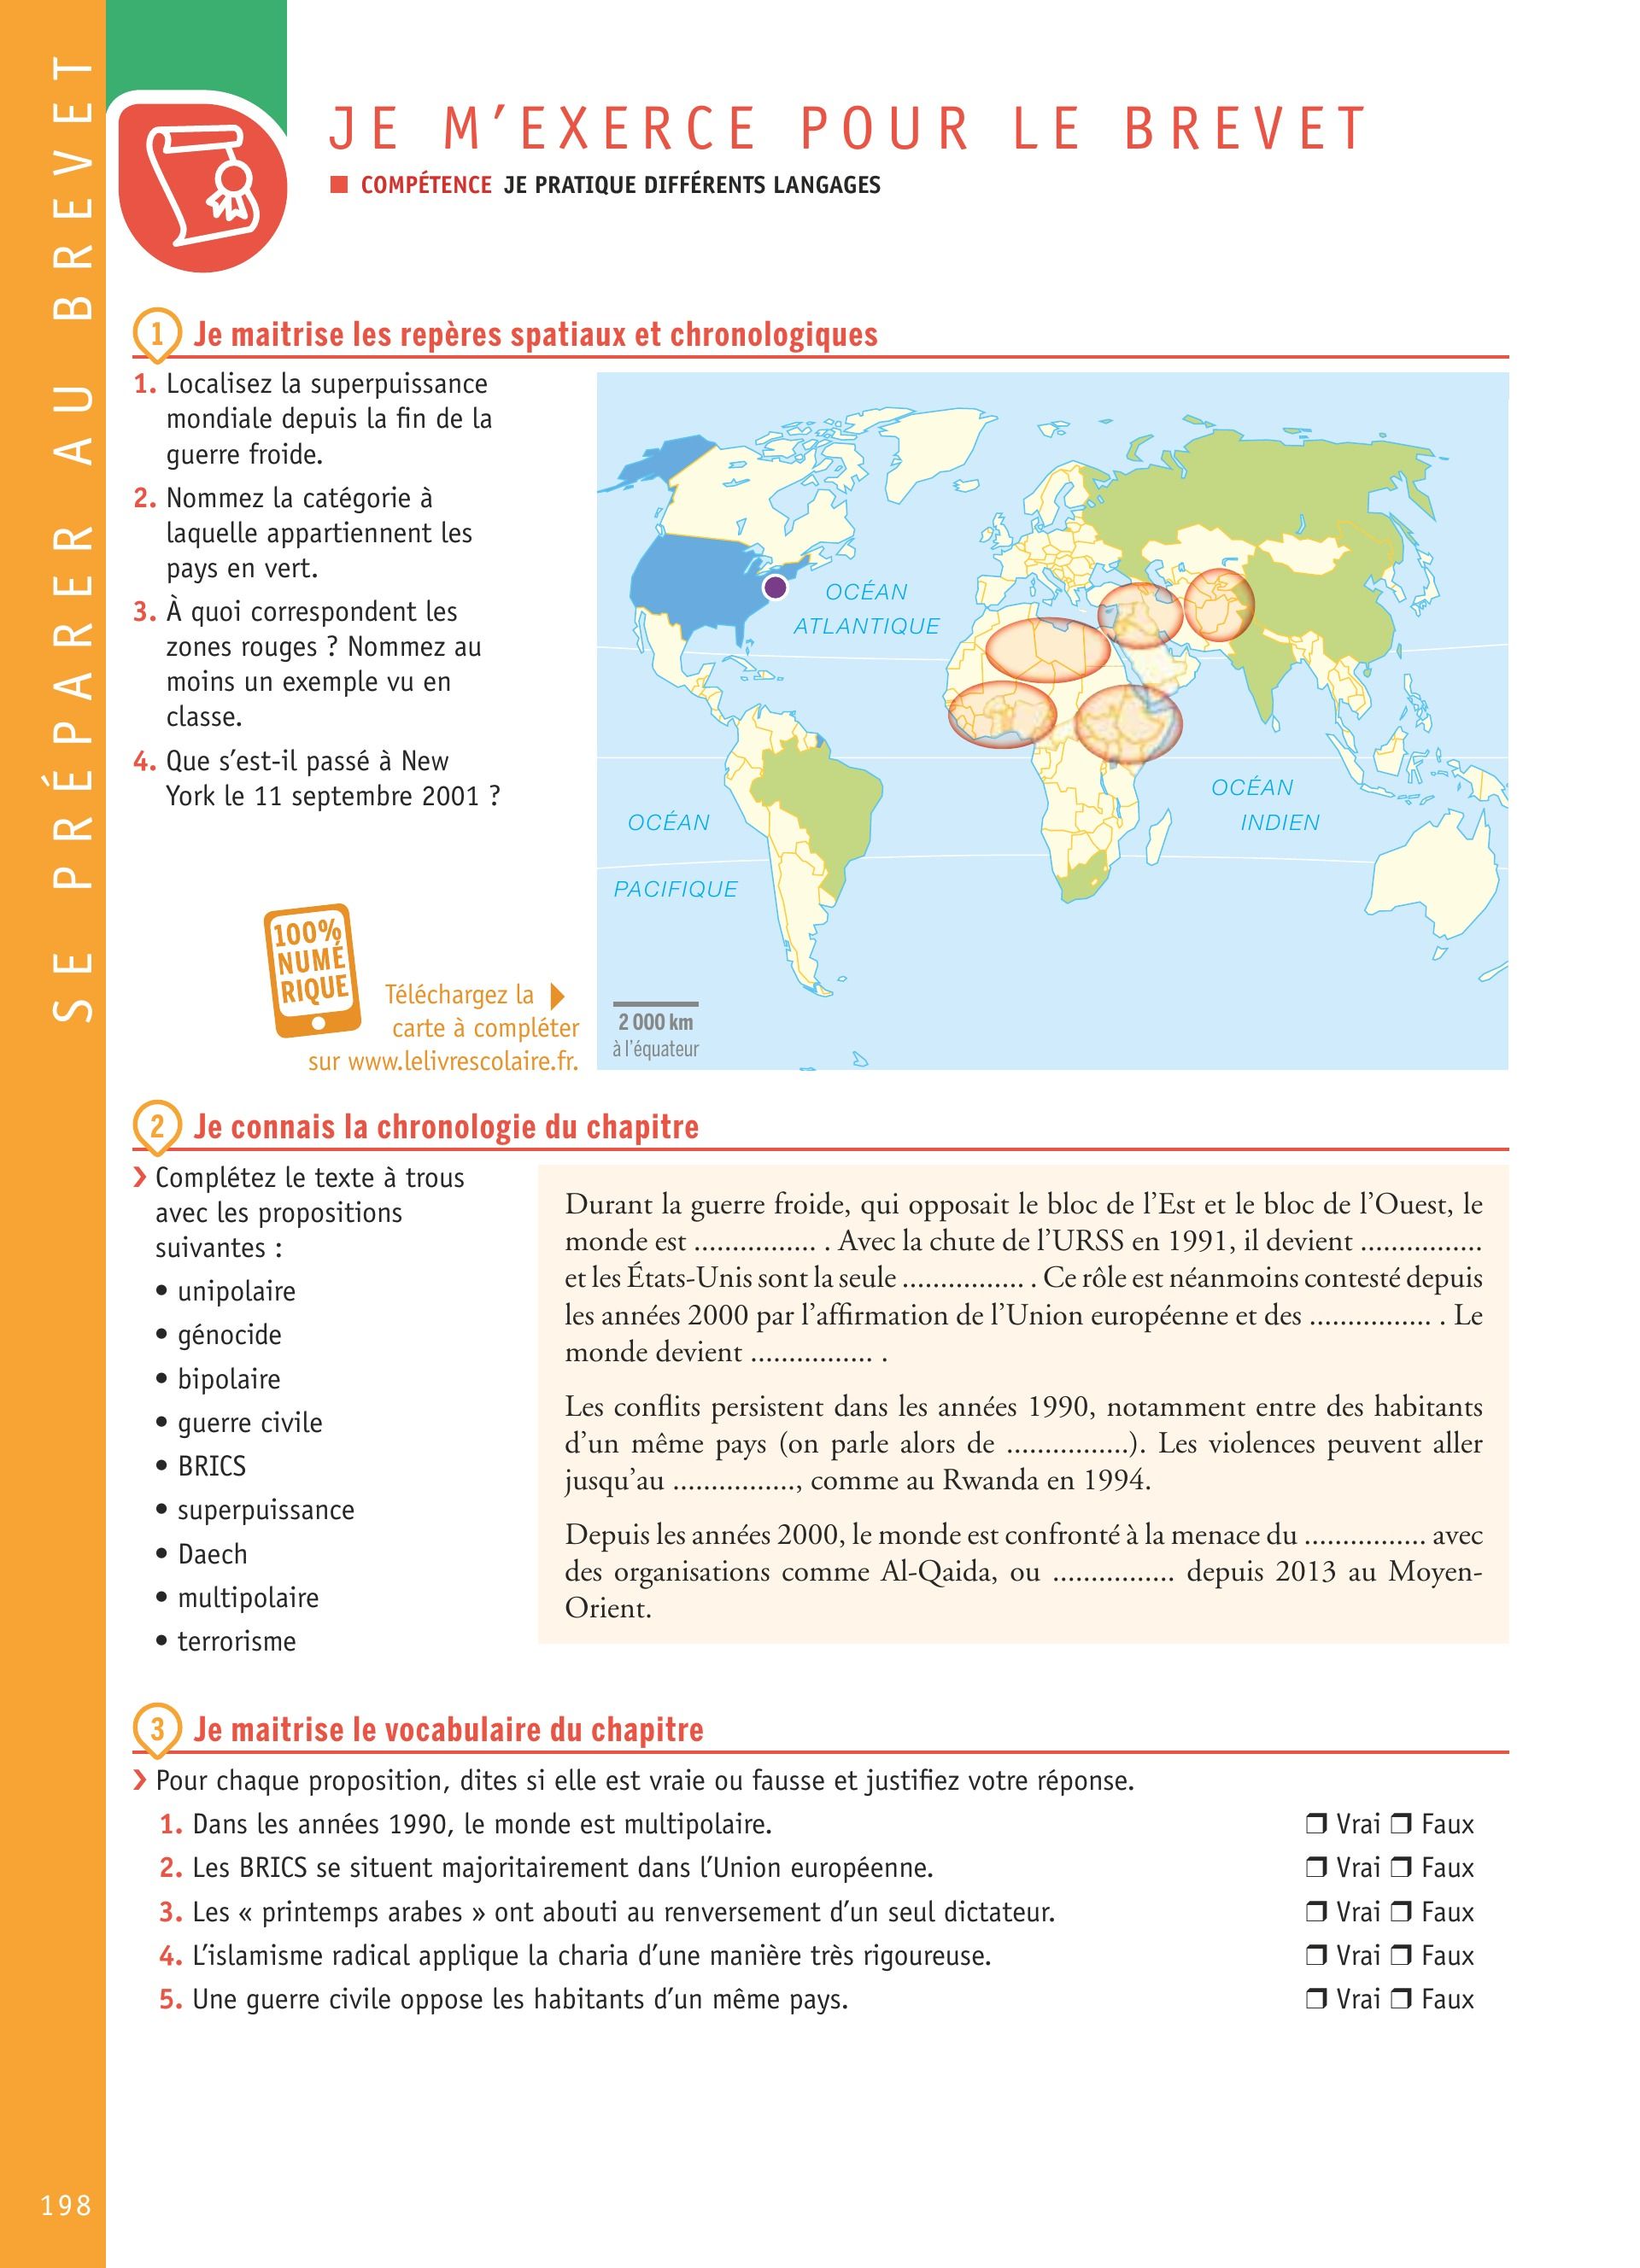 SE PRÉPARER AU BREVET
JE M’EXERCE POUR LE BREVET
COMPÉTENCE JE PRATIQUE DIFFÉRENTS LANGAGES
1 Je maitrise les repères spatiaux et chronologiques
1. Localisez la superpuissance
mondiale depuis la fin de la
guerre froide.
2. Nommez la catégorie à
laquelle appartiennent les
pays en vert.
3. À quoi correspondent les
zones rouges ? Nommez au
moins un exemple vu en
classe.
4. Que s’est-il passé à New
York le 11 septembre 2001 ?
100%
NUMÉ
RIQUE
Téléchargez la
carte à compléter
sur www.lelivrescolaire.fr.
OCÉAN
ATLANTIQUE
OCÉAN
PACIFIQUE
OCÉAN
INDIEN
2 000 km
à l’équateur
2 Je connais la chronologie du chapitre
› Complétez le texte à trous
avec les propositions
suivantes :
• unipolaire
• génocide
• bipolaire
• guerre civile
• BRICS
• superpuissance
• Daech
• multipolaire
• terrorisme
Durant la guerre froide, qui opposait le bloc de l’Est et le bloc de l’Ouest, le
monde est ................ . Avec la chute de l’URSS en 1991, il devient ................
et les États-Unis sont la seule ................ . Ce rôle est néanmoins contesté depuis
les années 2000 par l’affirmation de l’Union européenne et des ................ . Le
monde devient ................ .
Les conflits persistent dans les années 1990, notamment entre des habitants
d’un même pays (on parle alors de ................). Les violences peuvent aller
jusqu’au ................, comme au Rwanda en 1994.
Depuis les années 2000, le monde est confronté à la menace du ................ avec
des organisations comme Al-Qaida, ou ................ depuis 2013 au Moyen-
Orient.
3 Je maitrise le vocabulaire du chapitre
› Pour chaque proposition, dites si elle est vraie ou fausse et justifiez votre réponse.
1. Dans les années 1990, le monde est multipolaire. ❒ Vrai ❒ Faux
2. Les BRICS se situent majoritairement dans l’Union européenne. ❒ Vrai ❒ Faux
3. Les « printemps arabes » ont abouti au renversement d’un seul dictateur. ❒ Vrai ❒ Faux
4. L’islamisme radical applique la charia d’une manière très rigoureuse. ❒ Vrai ❒ Faux
5. Une guerre civile oppose les habitants d’un même pays. ❒ Vrai ❒ Faux
198